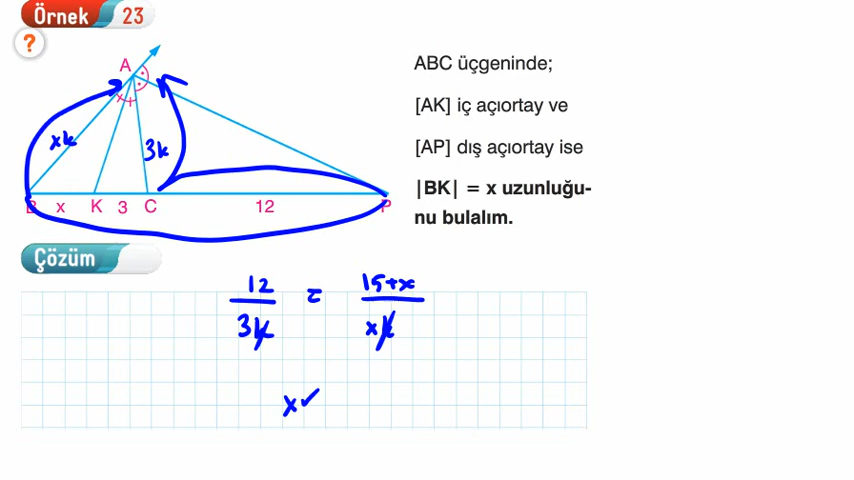 Örnek 23
?
A
xk
3k
B x K 3 C 12 P
ABC üçgeninde;
[AK] iç açıortay ve
[AP] dış açıortay ise
|BK| = x uzunluğu-
nu bulalım.
Çözüm
12/3k = 15+x/xk
x✓